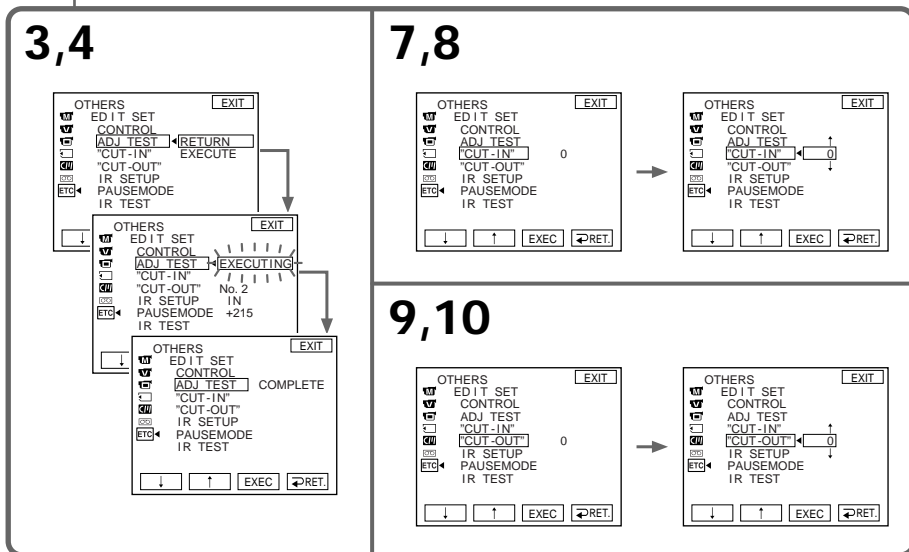 3,4
OTHERS EXIT
EDIT SET
CONTROL
ADJ TEST RETURN
"CUT-IN" EXECUTE
"CUT-OUT"
IR SETUP
ETC PAUSEMODE
IR TEST
↓
OTHERS EXIT
EDIT SET
CONTROL
ADJ TEST EXECUTING
"CUT-IN"
"CUT-OUT" No. 2
IR SETUP IN
ETC PAUSEMODE +215
IR TEST
↓
OTHERS EXIT
EDIT SET
CONTROL
ADJ TEST COMPLETE
"CUT-IN"
"CUT-OUT"
IR SETUP
ETC PAUSEMODE
IR TEST
↓ ↑ EXEC RET.
7,8
OTHERS EXIT
EDIT SET
CONTROL
ADJ TEST
"CUT-IN" 0
"CUT-OUT"
IR SETUP
ETC PAUSEMODE
IR TEST
↓ ↑ EXEC RET.
OTHERS EXIT
EDIT SET
CONTROL
ADJ TEST ↑
"CUT-IN" 0
"CUT-OUT" ↓
IR SETUP
ETC PAUSEMODE
IR TEST
↓ ↑ EXEC RET.
9,10
OTHERS EXIT
EDIT SET
CONTROL
ADJ TEST
"CUT-IN"
"CUT-OUT" 0
IR SETUP
ETC PAUSEMODE
IR TEST
↓ ↑ EXEC RET.
OTHERS EXIT
EDIT SET
CONTROL
ADJ TEST
"CUT-IN" ↑
"CUT-OUT" 0
IR SETUP ↓
ETC PAUSEMODE
IR TEST
↓ ↑ EXEC RET.